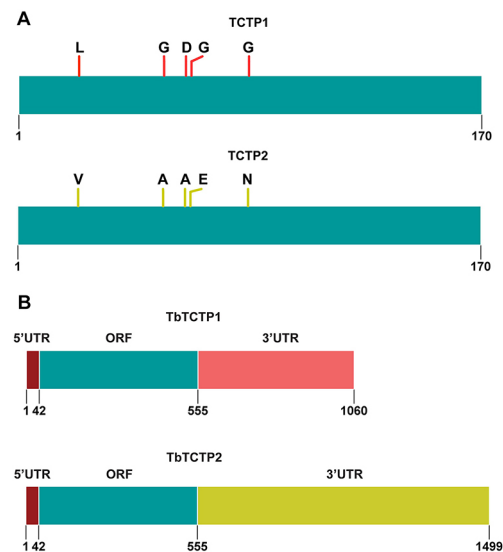 A
TCTP1
L G D G G
1 170
TCTP2
V A A E N
1 170
B
TbTCTP1
5'UTR ORF 3'UTR
1 42 555 1060
TbTCTP2
5'UTR ORF 3'UTR
1 42 555 1499